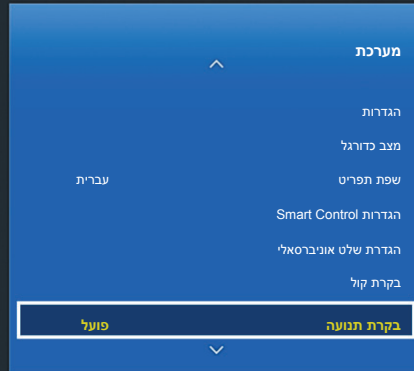 מערכת
הגדרות
מצב כדורגל
שפת תפריט עברית
הגדרות Smart Control
הגדרת שלט אוניברסאלי
בקרת קול
בקרת תנועה פועל